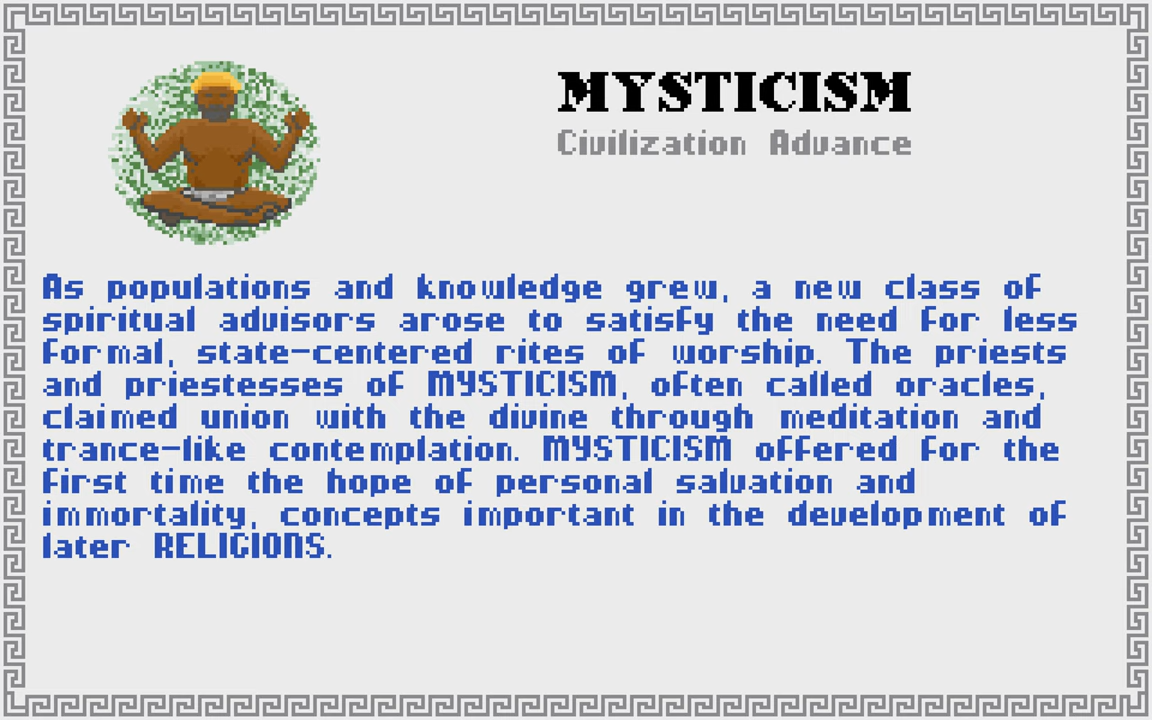 MYSTICISM
Civilization Advance
As populations and knowledge grew, a new class of
spiritual advisors arose to satisfy the need for less
formal, state-centered rites of worship. The priests
and priestesses of MYSTICISM, often called oracles,
claimed union with the divine through meditation and
trance-like contemplation. MYSTICISM offered for the
first time the hope of personal salvation and
immortality, concepts important in the development of
later RELIGIONS.